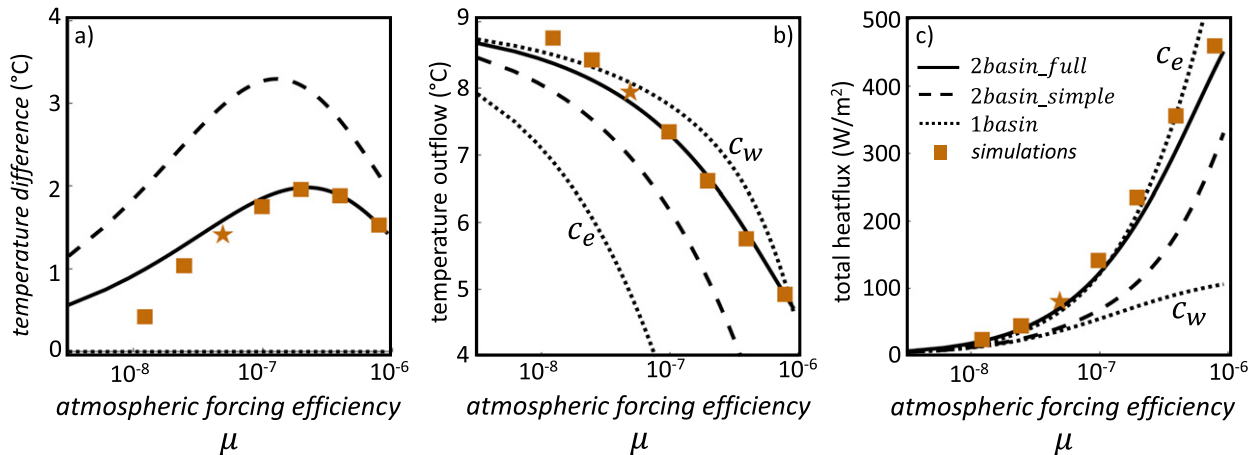 a)
temperature difference (°C)
4
3
2
1
0
10⁻⁸
10⁻⁷
10⁻⁶
atmospheric forcing efficiency
μ
b)
temperature outflow (°C)
9
8
7
6
5
4
c_w
c_e
10⁻⁸
10⁻⁷
10⁻⁶
atmospheric forcing efficiency
μ
c)
total heatflux (W/m²)
500
400
300
200
100
0
c_e
2basin_full
2basin_simple
1basin
simulations
c_w
10⁻⁸
10⁻⁷
10⁻⁶
atmospheric forcing efficiency
μ